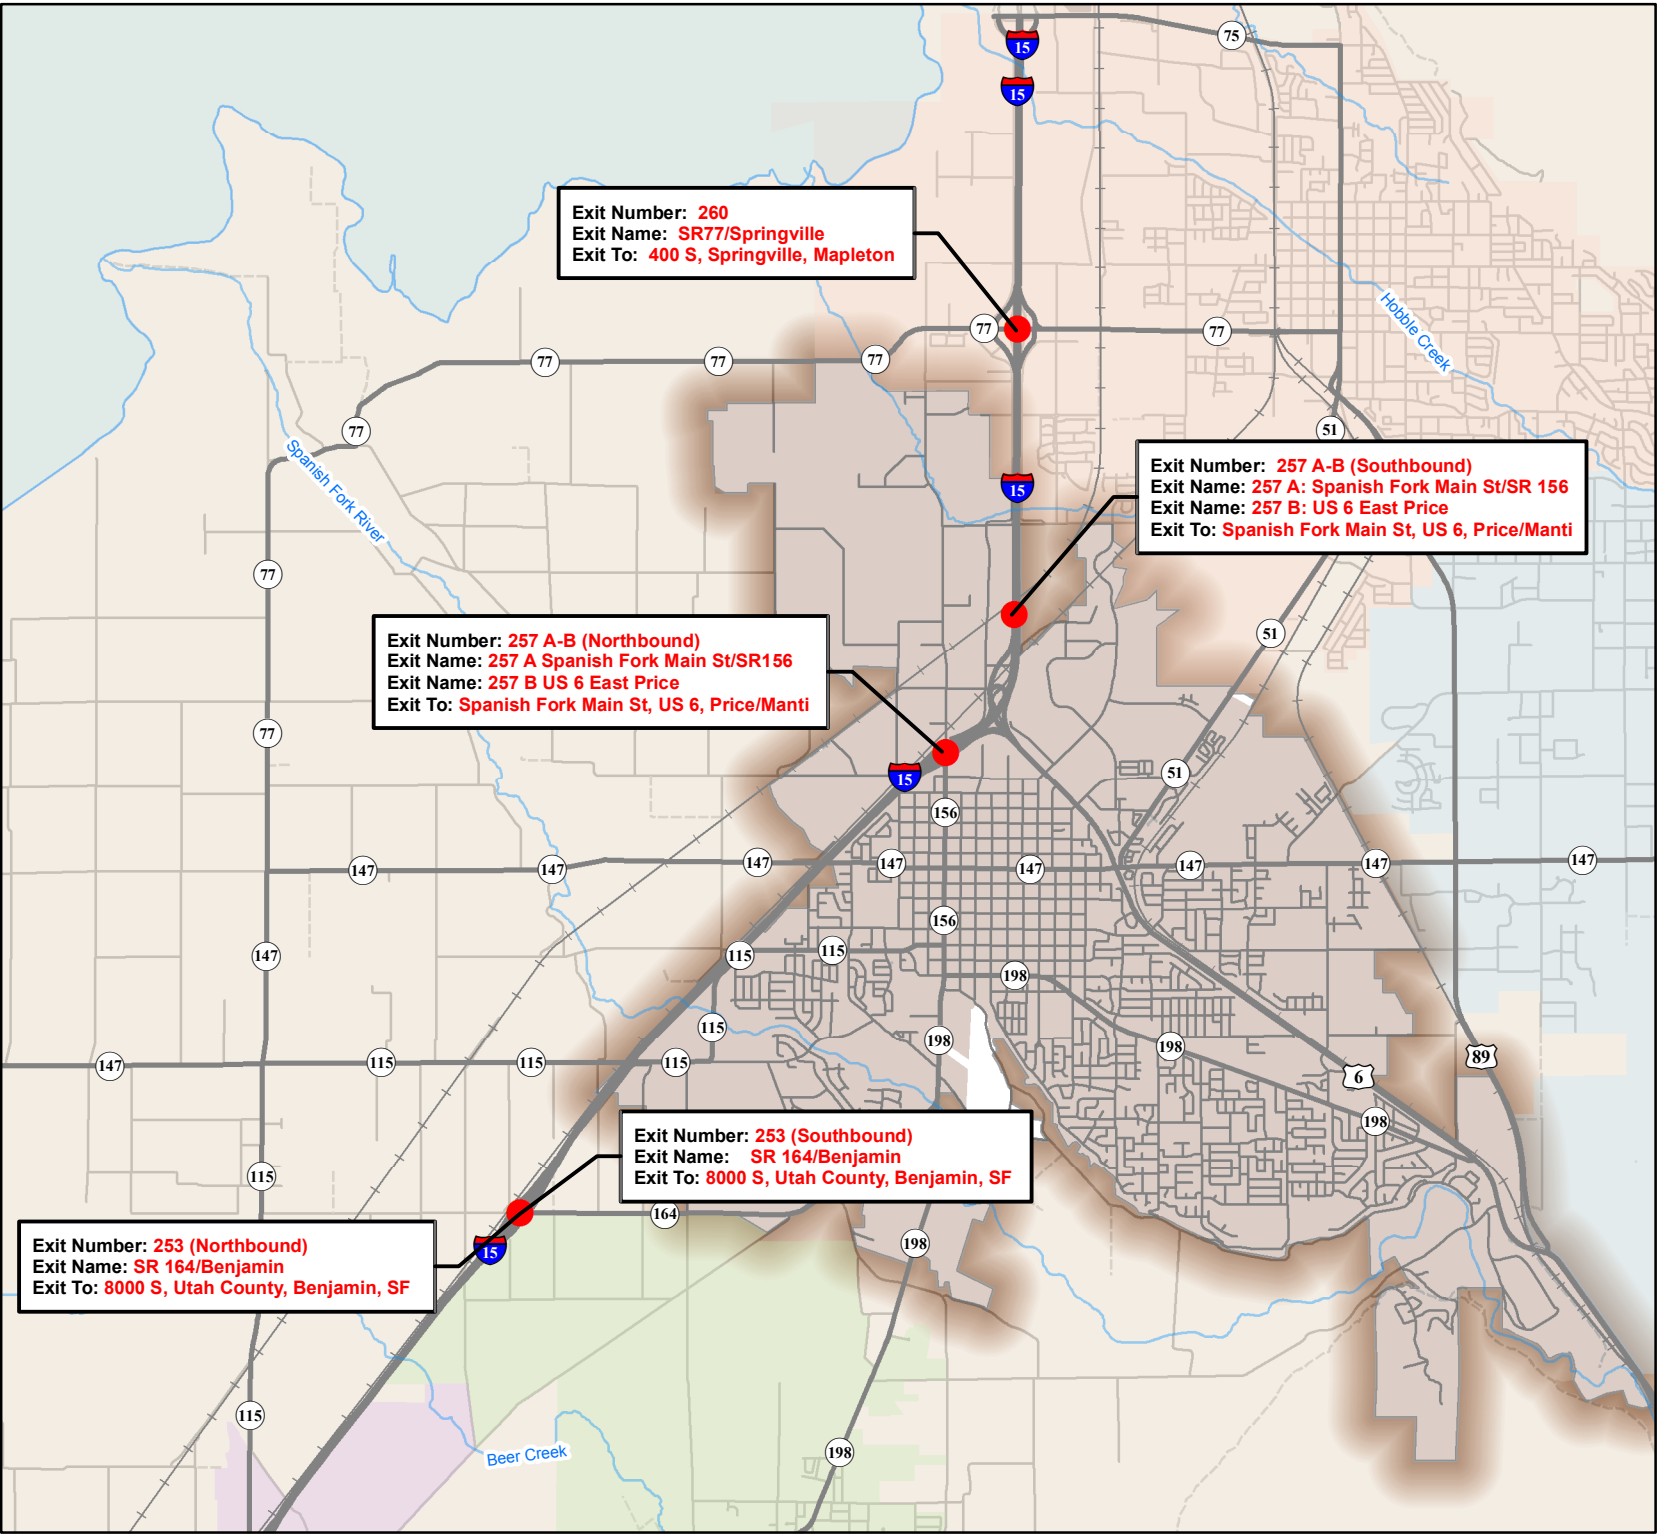 15
75
15
Exit Number: 260
Exit Name: SR77/Springville
Exit To: 400 S, Springville, Mapleton
Hobble Creek
77
77
77
77
77
77
51
Spanish Fork River
Exit Number: 257 A-B (Southbound)
Exit Name: 257 A: Spanish Fork Main St/SR 156
Exit Name: 257 B: US 6 East Price
Exit To: Spanish Fork Main St, US 6, Price/Manti
15
77
51
Exit Number: 257 A-B (Northbound)
Exit Name: 257 A Spanish Fork Main St/SR156
Exit Name: 257 B US 6 East Price
Exit To: Spanish Fork Main St, US 6, Price/Manti
77
15
51
156
147
147
147
147
147
147
147
147
156
147
115
115
198
115
198
198
147
115
115
115
89
6
198
Exit Number: 253 (Southbound)
Exit Name: SR 164/Benjamin
Exit To: 8000 S, Utah County, Benjamin, SF
115
164
198
15
Exit Number: 253 (Northbound)
Exit Name: SR 164/Benjamin
Exit To: 8000 S, Utah County, Benjamin, SF
115
198
Beer Creek